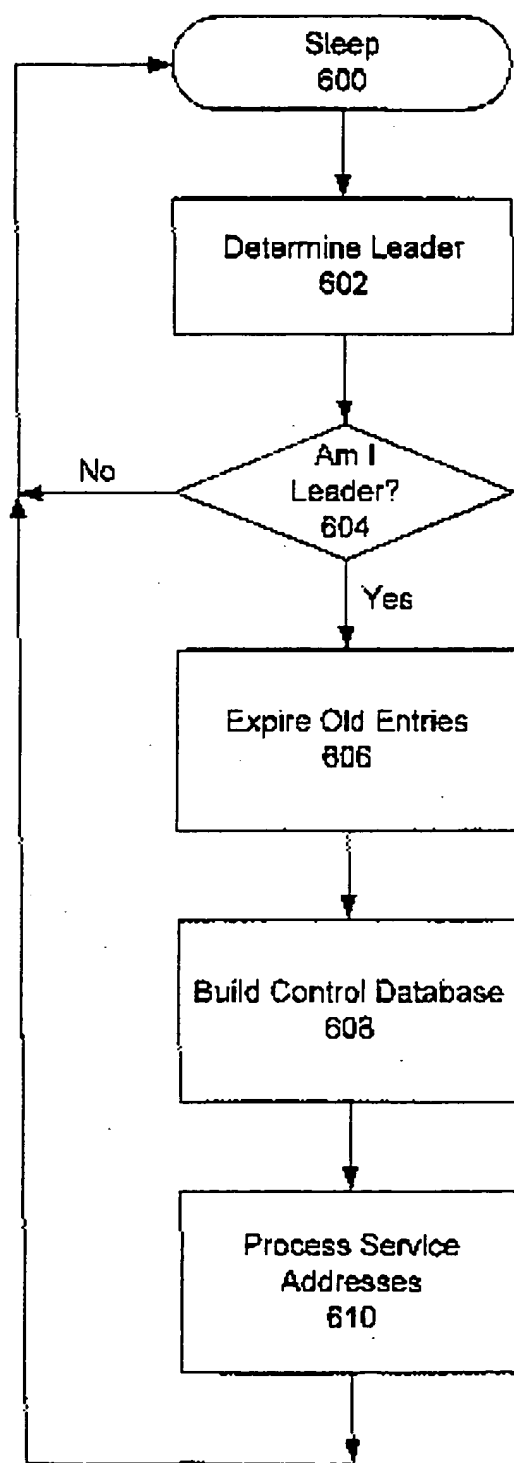 Sleep
600
Determine Leader
602
Am I
Leader?
604
No
Yes
Expire Old Entries
606
Build Control Database
608
Process Service
Addresses
610